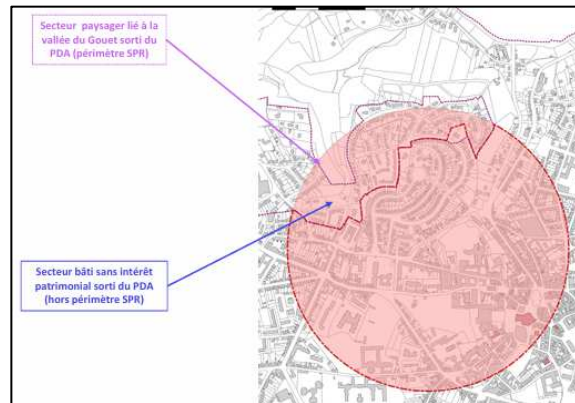 Secteur paysager lié à la
vallée du Gouet sorti du
PDA (périmètre SPR)
Secteur bâti sans intérêt
patrimonial sorti du PDA
(hors périmètre SPR)